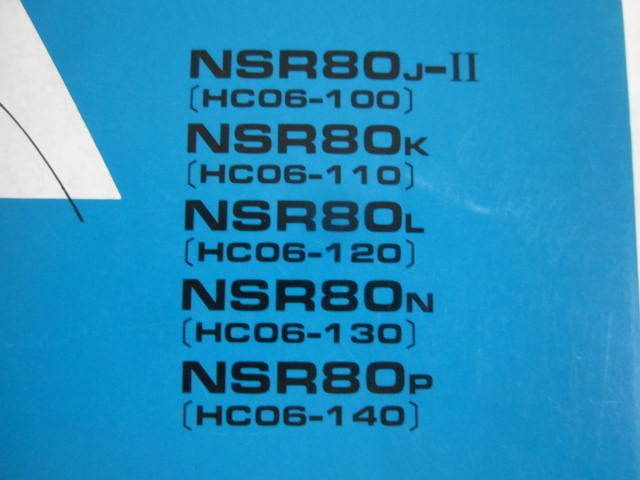 NSR80J-II
〔HC06-100〕
NSR80K
〔HC06-110〕
NSR80L
〔HC06-120〕
NSR80N
〔HC06-130〕
NSR80P
〔HC06-140〕